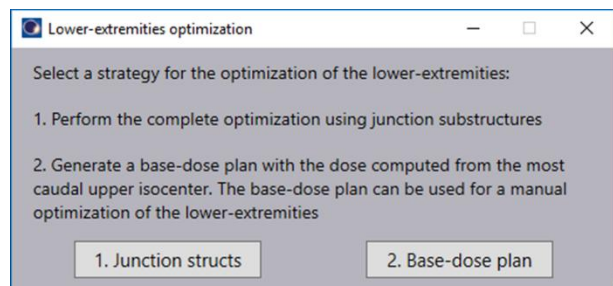 Lower-extremities optimization
Select a strategy for the optimization of the lower-extremities:
1. Perform the complete optimization using junction substructures
2. Generate a base-dose plan with the dose computed from the most
caudal upper isocenter. The base-dose plan can be used for a manual
optimization of the lower-extremities
1. Junction structs
2. Base-dose plan